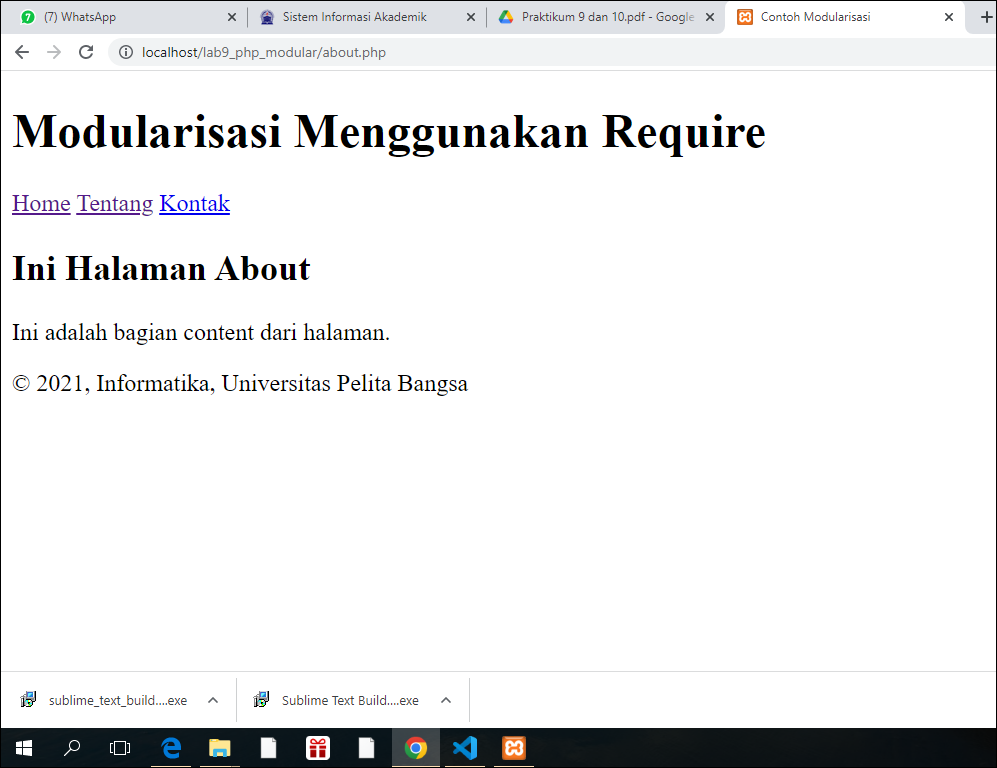 (7) WhatsApp
Sistem Informasi Akademik
Praktikum 9 dan 10.pdf - Google
Contoh Modularisasi
localhost/lab9_php_modular/about.php
Modularisasi Menggunakan Require
Home Tentang Kontak
Ini Halaman About
Ini adalah bagian content dari halaman.
© 2021, Informatika, Universitas Pelita Bangsa
sublime_text_build....exe
Sublime Text Build....exe